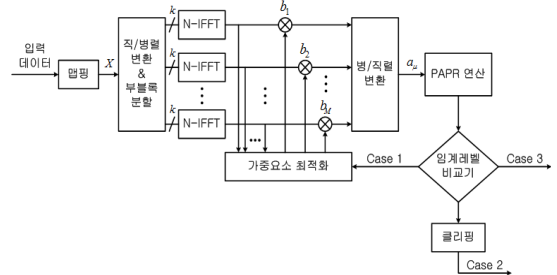 입력
데이터
맵핑
X
직/병렬
변환
&
부블록
분할
k
N-IFFT
k
N-IFFT
k
N-IFFT
b1
b2
bM
병/직렬
변환
aμ
PAPR 연산
가중요소 최적화
Case 1
임계레벨
비교기
Case 3
클리핑
Case 2